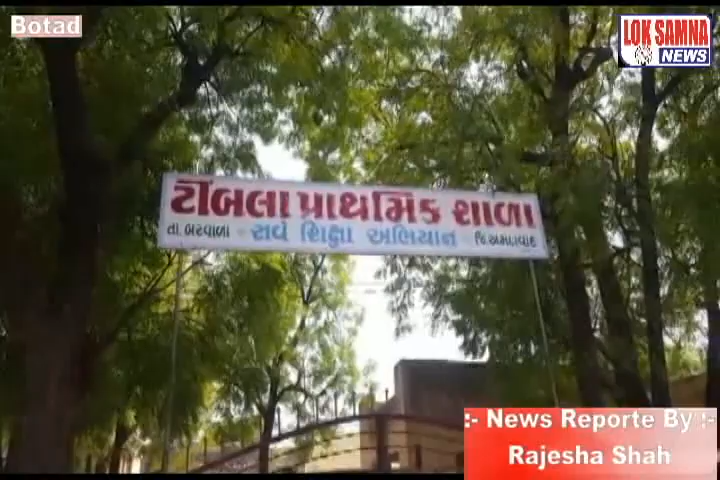 Botad
LOK SAMNA
NEWS
ટીંબલા પ્રાથમિક શાળા
તા. બરવાળા - સર્વ શિક્ષા અભિયાન - જિ. અમદાવાદ
:- News Reporte By :-
Rajesha Shah